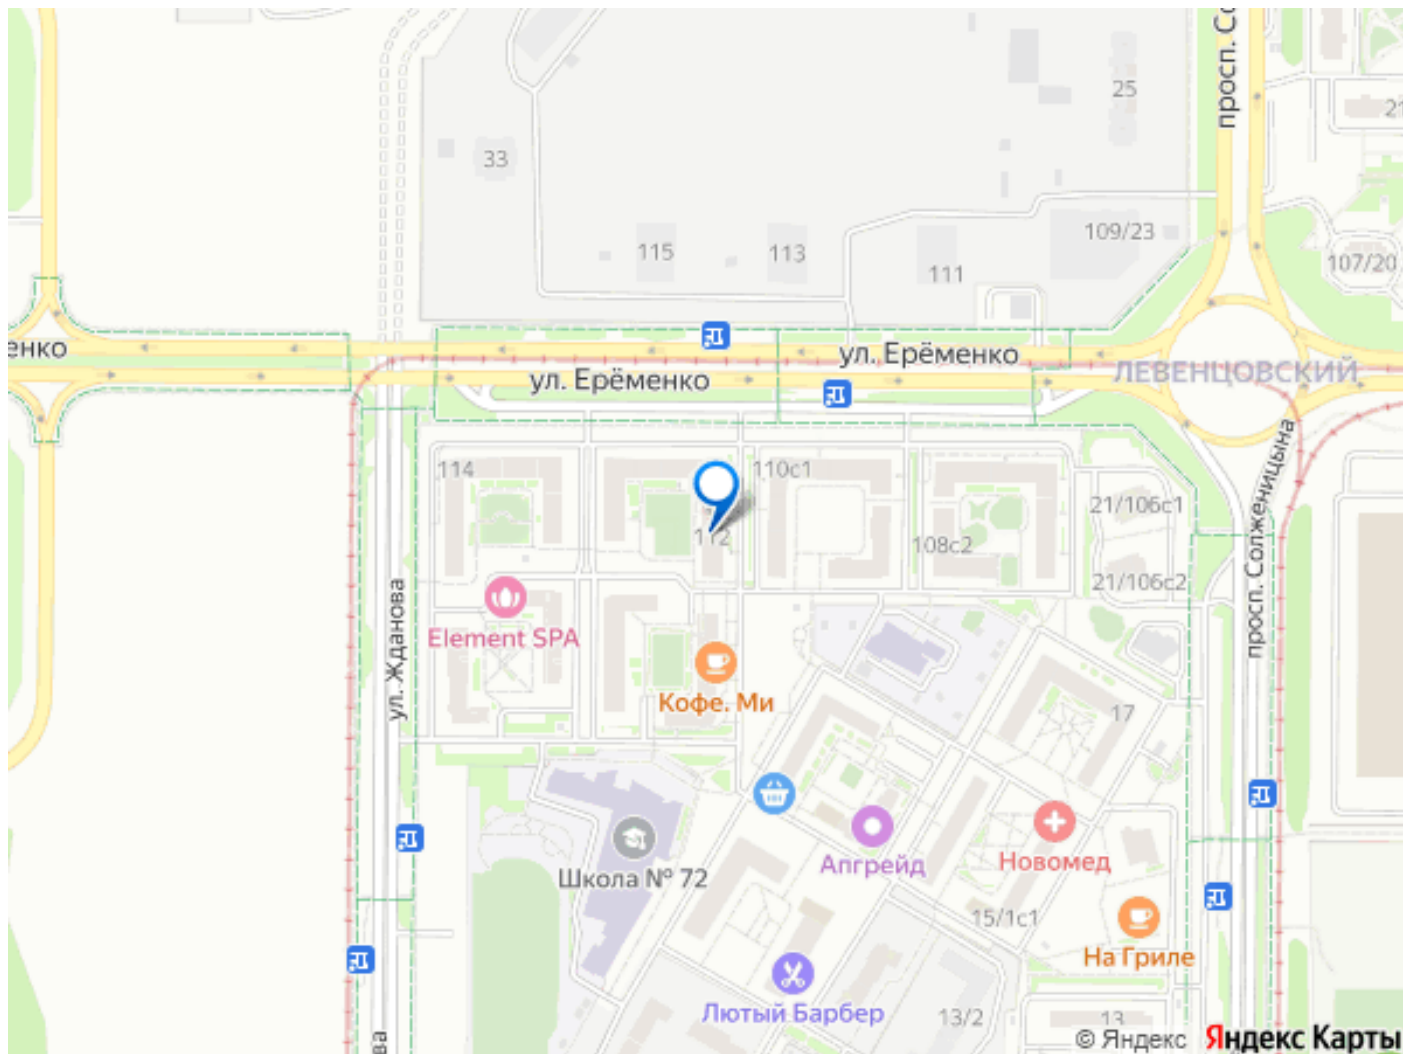 просп. Со
25
21
33
109/23
115
113
111
107/20
енко
ул. Ерёменко
ЛЕВЕНЦОВСКИЙ
ул. Ерёменко
114
110с1
21/106с1
просп. Солженицына
112
108с2
21/106с2
ул. Жданова
Element SPA
Кофе. Ми
17
Апгрейд
Новомед
Школа № 72
15/1с1
На Гриле
Лютый Барбер
13/2
13
ва
© Яндекс Яндекс Карты